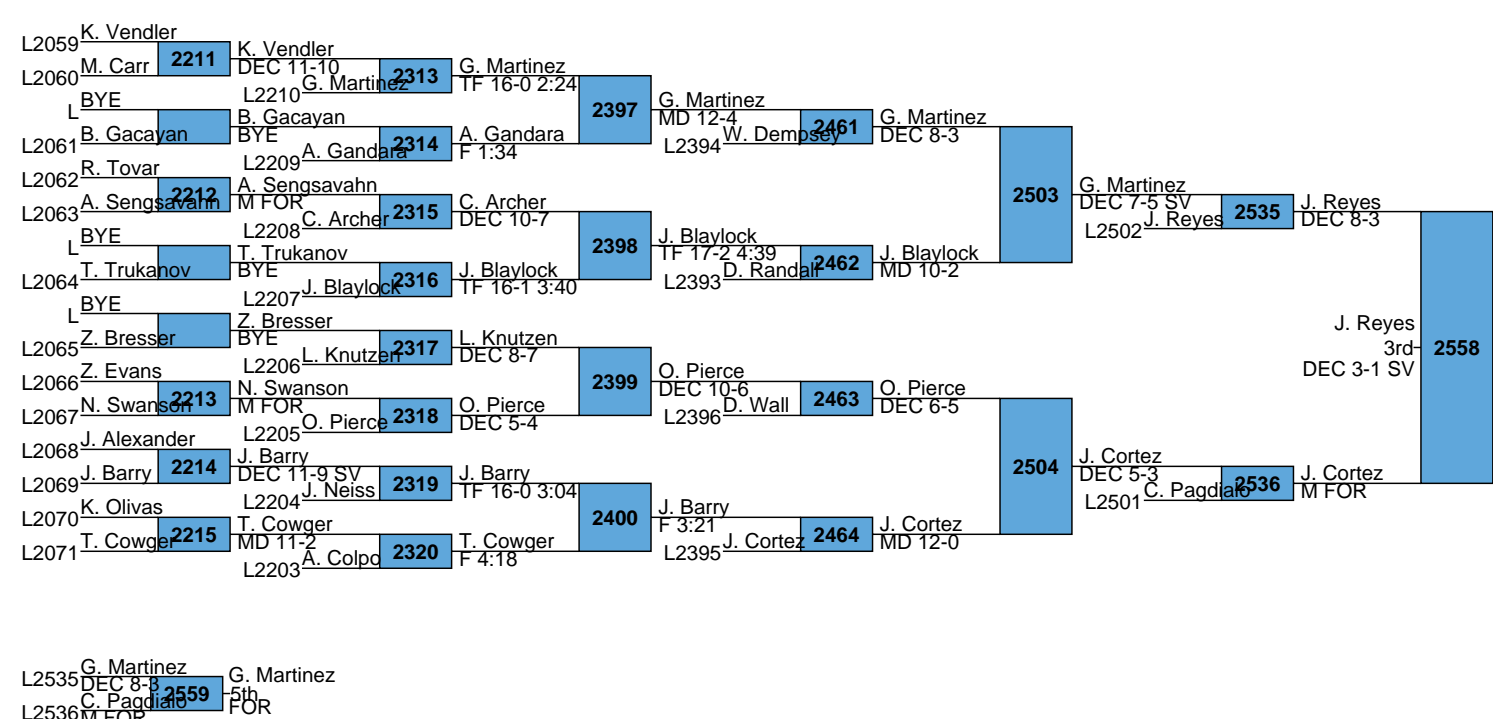 K. Vendler
L2059
2211
K. Vendler
DEC 11-10
M. Carr
L2060
G. Martinez
L2210
2313
G. Martinez
TF 16-0 2:24
BYE
L
B. Gacayan
BYE
B. Gacayan
L2061
A. Gandara
L2209
2314
A. Gandara
F 1:34
2397
G. Martinez
MD 12-4
W. Dempsey
L2394
2461
G. Martinez
DEC 8-3
R. Tovar
L2062
2212
A. Sengsavahn
M FOR
A. Sengsavahn
L2063
C. Archer
L2208
2315
C. Archer
DEC 10-7
BYE
L
T. Trukanov
BYE
T. Trukanov
L2064
J. Blaylock
L2207
2316
J. Blaylock
TF 16-1 3:40
2398
J. Blaylock
TF 17-2 4:39
D. Randall
L2393
2462
J. Blaylock
MD 10-2
2503
G. Martinez
DEC 7-5 SV
J. Reyes
L2502
2535
J. Reyes
DEC 8-3
BYE
L
Z. Bresser
BYE
Z. Bresser
L2065
L. Knutzen
L2206
2317
L. Knutzen
DEC 8-7
Z. Evans
L2066
2213
N. Swanson
M FOR
N. Swanson
L2067
O. Pierce
L2205
2318
O. Pierce
DEC 5-4
2399
O. Pierce
DEC 10-6
D. Wall
L2396
2463
O. Pierce
DEC 6-5
J. Alexander
L2068
2214
J. Barry
DEC 11-9 SV
J. Barry
L2069
J. Neiss
L2204
2319
J. Barry
TF 16-0 3:04
K. Olivas
L2070
2215
T. Cowger
MD 11-2
T. Cowger
L2071
A. Colpo
L2203
2320
T. Cowger
F 4:18
2400
J. Barry
F 3:21
J. Cortez
L2395
2464
J. Cortez
MD 12-0
2504
J. Cortez
DEC 5-3
C. Pagdialo
L2501
2536
J. Cortez
M FOR
J. Reyes
3rd
DEC 3-1 SV
2558
G. Martinez
L2535
DEC 8-3
C. Pagdialo
L2536
M FOR
2559
G. Martinez
5th
FOR